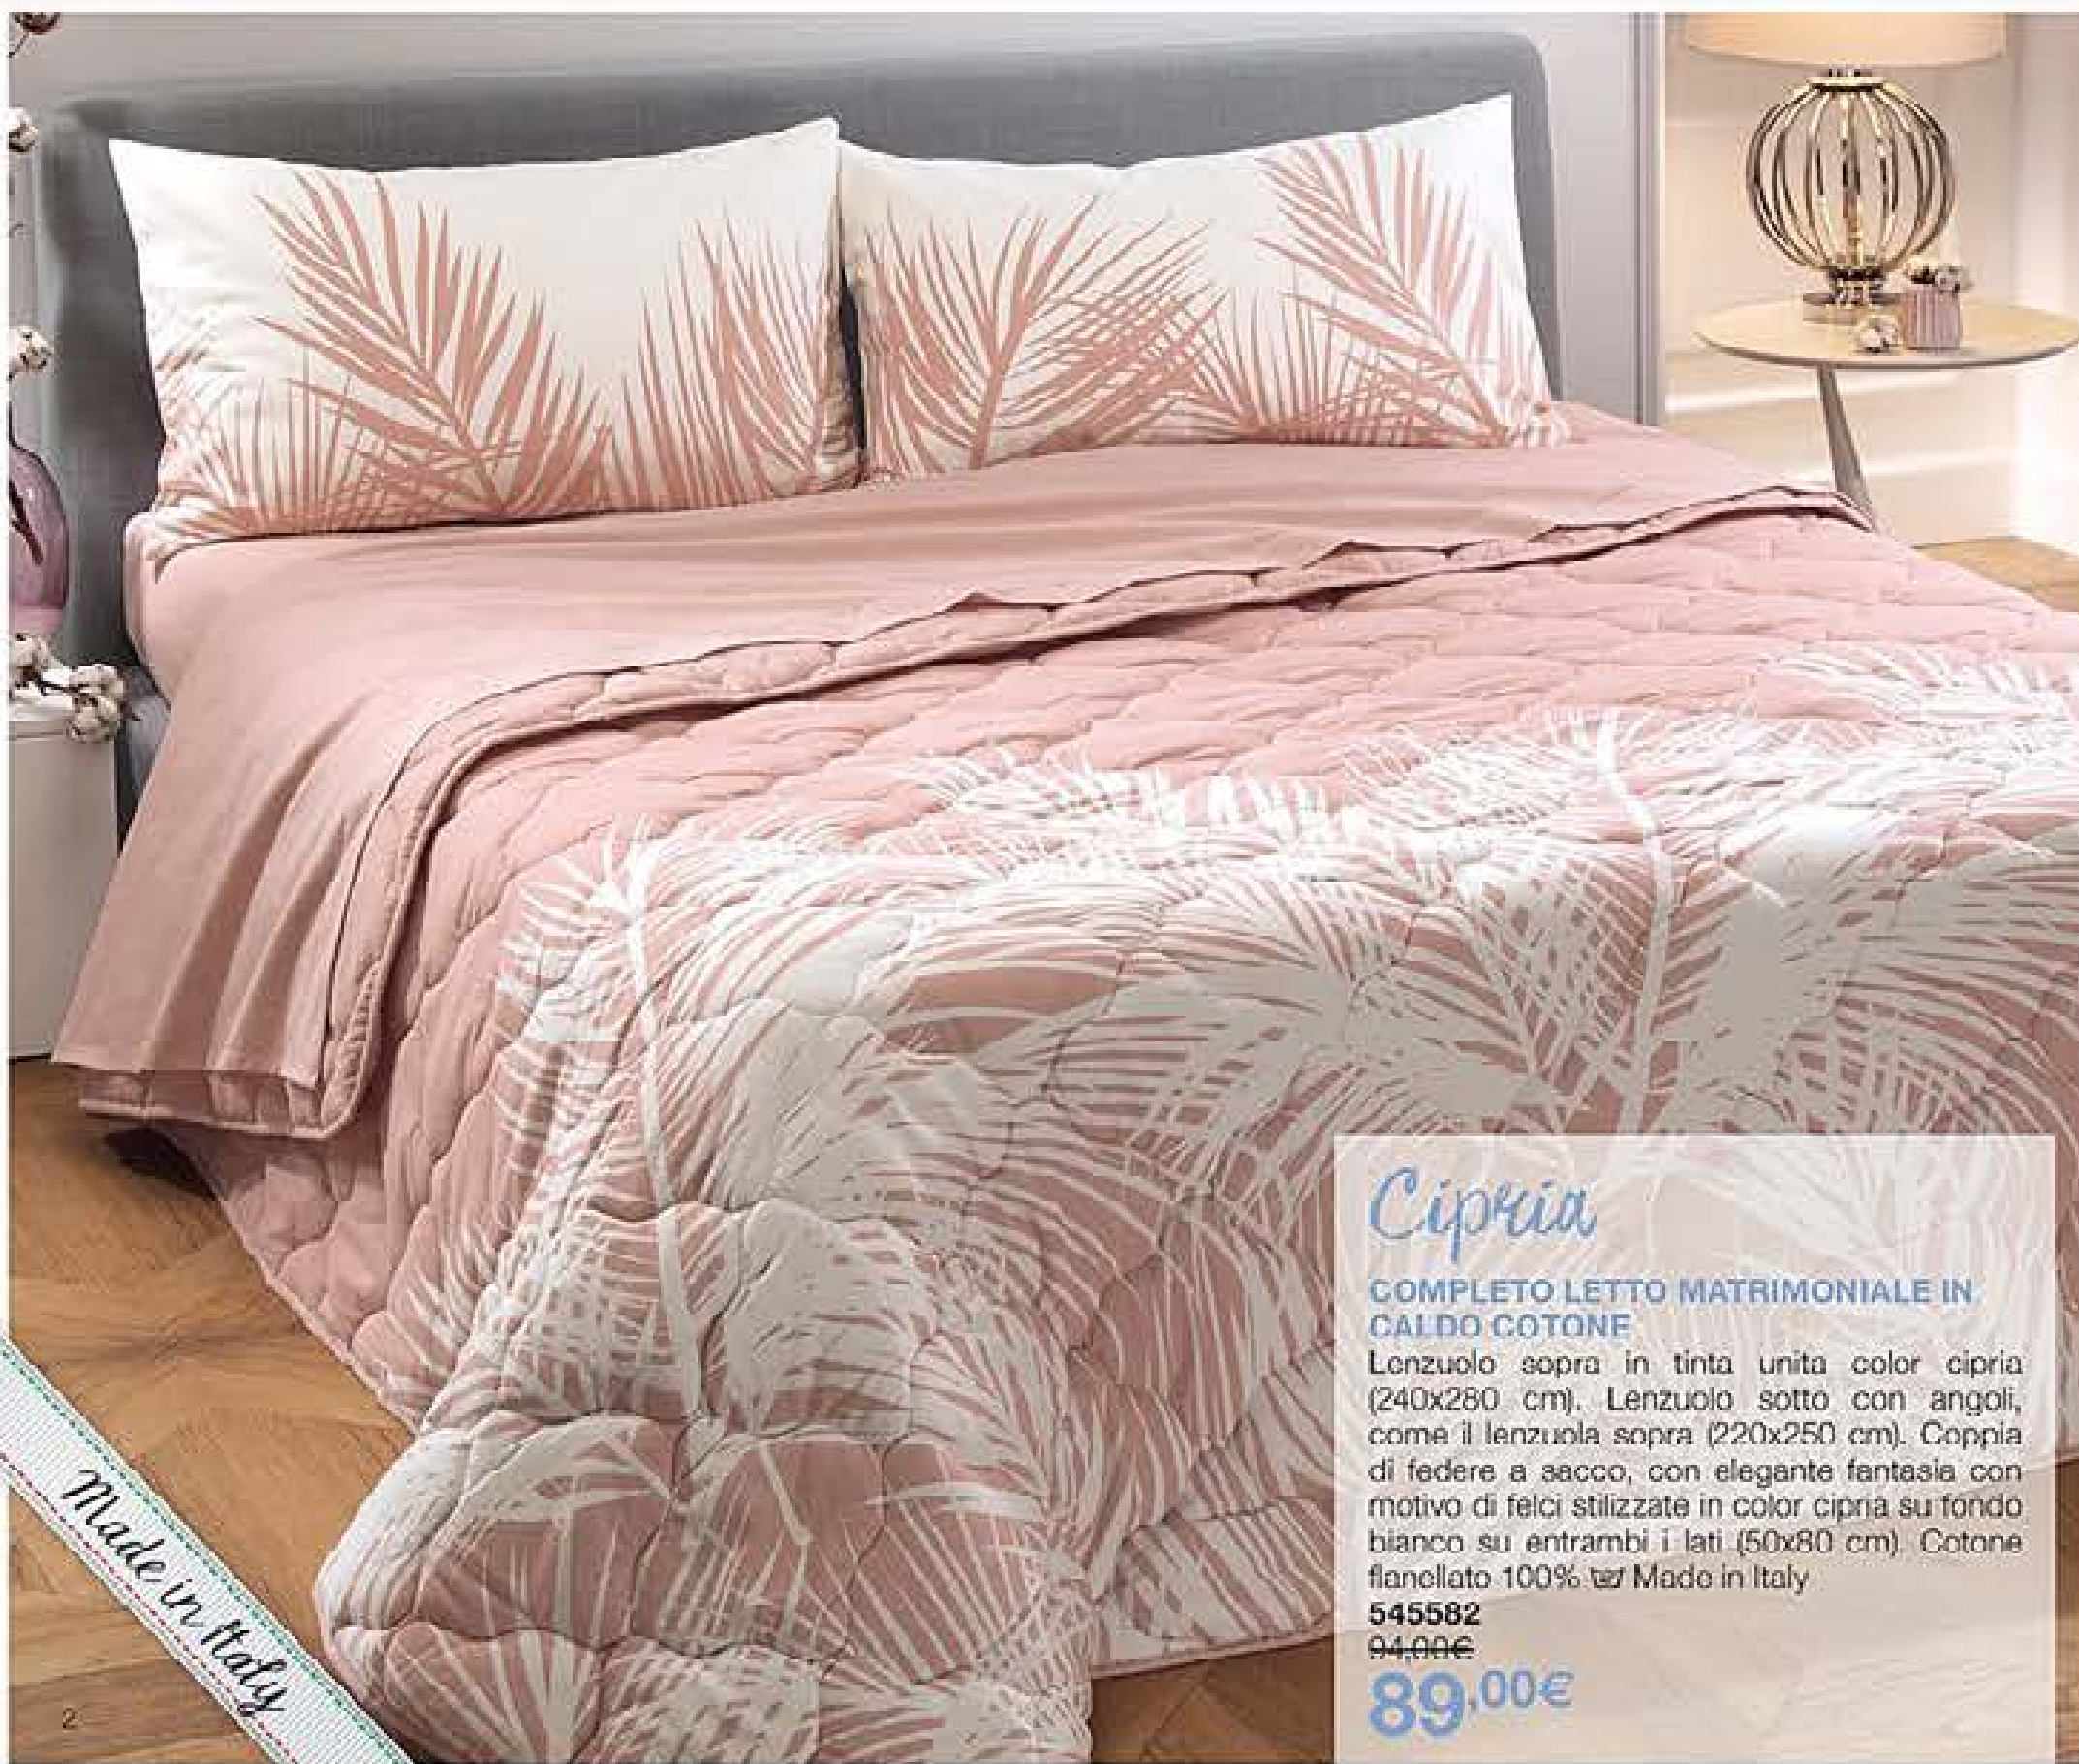 Cipria
COMPLETO LETTO MATRIMONIALE IN
CALDO COTONE
Lenzuolo sopra in tinta unita color cipria
(240x280 cm). Lenzuolo sotto con angoli,
come il lenzuola sopra (220x250 cm). Coppia
di federe a sacco, con elegante fantasia con
motivo di felci stilizzate in color cipria su fondo
bianco su entrambi i lati (50x80 cm). Cotone
flanellato 100% Made in Italy
545582
94,00€
89,00€
Made in Italy
2